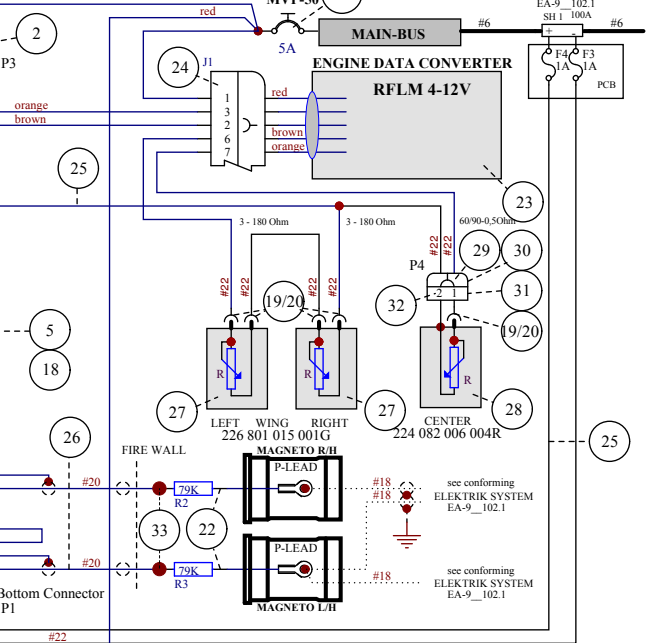 MVP-50
EA-9__102.1
SH 1 100A
red
#6
#6
+ -
2
5A
MAIN-BUS
F4 F3
1A 1A
P3
PCB
24
J1
ENGINE DATA CONVERTER
RFLM 4-12V
1
red
orange
3
brown
2
6
brown
7
orange
25
23
3 - 180 Ohm
3 - 180 Ohm
60/90-0,5Ohm
#22
#22
#22
#22
#22
#22
29
30
P4
2 1
31
32
19/20
19/20
5
18
R
R
R
27
27
28
LEFT WING RIGHT
226 801 015 001G
CENTER
224 082 006 004R
26
25
FIRE WALL
MAGNETO R/H
P-LEAD
#20
79K
R2
#18
#18
see conforming
ELEKTRIK SYSTEM
EA-9__102.1
33
22
P-LEAD
#20
79K
R3
#18
see conforming
ELEKTRIK SYSTEM
EA-9__102.1
MAGNETO L/H
Bottom Connector
P1
#22